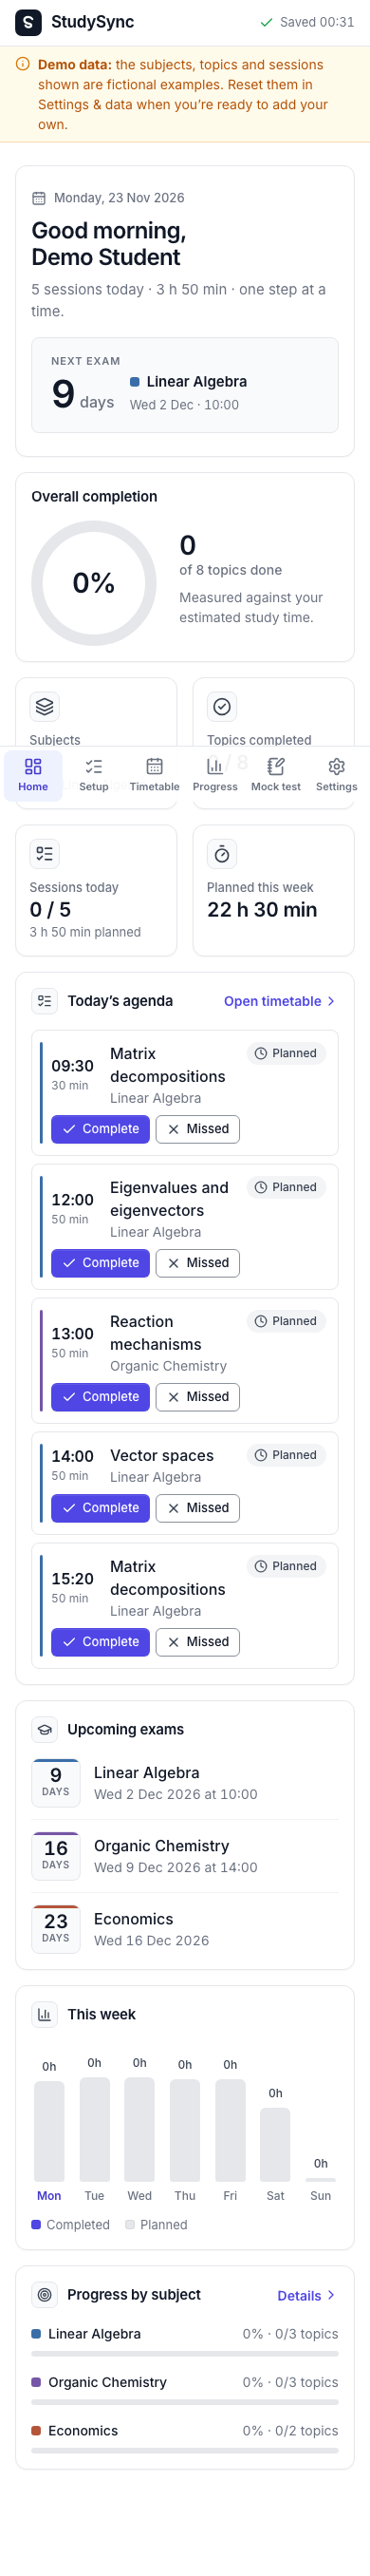 StudySync
Saved 00:31
Demo data: the subjects, topics and sessions
shown are fictional examples. Reset them in
Settings & data when you're ready to add your
own.
Monday, 23 Nov 2026
Good morning,
Demo Student
5 sessions today · 3 h 50 min · one step at a
time.
NEXT EXAM
9 days
Linear Algebra
Wed 2 Dec · 10:00
Overall completion
0%
0
of 8 topics done
Measured against your
estimated study time.
Subjects
Topics completed
/ 8
Home
Setup
Timetable
Progress
Mock test
Settings
Sessions today
0 / 5
3 h 50 min planned
Planned this week
22 h 30 min
Today's agenda
Open timetable
09:30
30 min
Matrix
decompositions
Linear Algebra
Planned
Complete
Missed
12:00
50 min
Eigenvalues and
eigenvectors
Linear Algebra
Planned
Complete
Missed
13:00
50 min
Reaction
mechanisms
Organic Chemistry
Planned
Complete
Missed
14:00
50 min
Vector spaces
Linear Algebra
Planned
Complete
Missed
15:20
50 min
Matrix
decompositions
Linear Algebra
Planned
Complete
Missed
Upcoming exams
9
DAYS
Linear Algebra
Wed 2 Dec 2026 at 10:00
16
DAYS
Organic Chemistry
Wed 9 Dec 2026 at 14:00
23
DAYS
Economics
Wed 16 Dec 2026
This week
0h 0h 0h 0h 0h 0h 0h
Mon Tue Wed Thu Fri Sat Sun
Completed
Planned
Progress by subject
Details
Linear Algebra
0% · 0/3 topics
Organic Chemistry
0% · 0/3 topics
Economics
0% · 0/2 topics